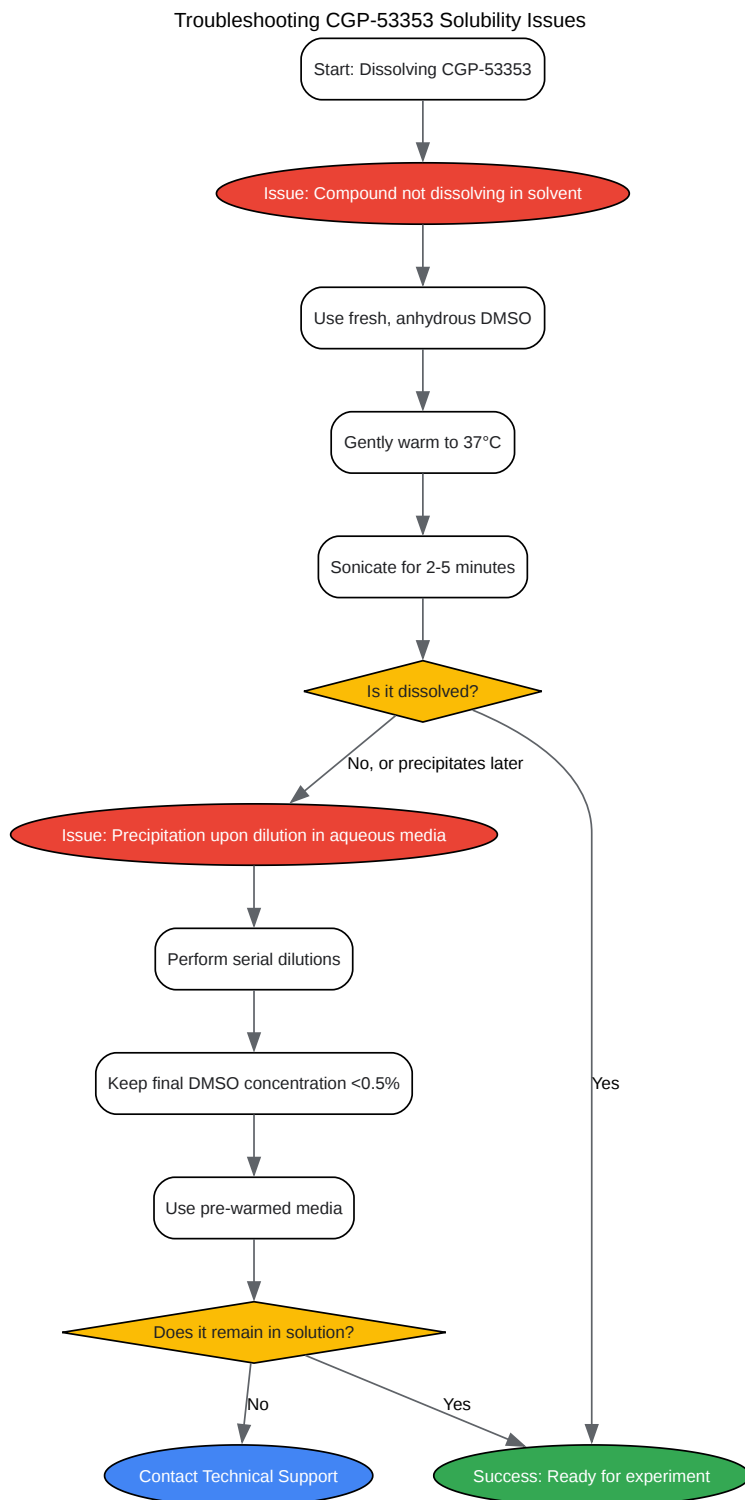 Troubleshooting CGP-53353 Solubility Issues
Start: Dissolving CGP-53353
Issue: Compound not dissolving in solvent
Use fresh, anhydrous DMSO
Gently warm to 37°C
Sonicate for 2-5 minutes
Is it dissolved?
No, or precipitates later
Issue: Precipitation upon dilution in aqueous media
Perform serial dilutions
Keep final DMSO concentration <0.5%
Yes
Use pre-warmed media
Does it remain in solution?
No
Yes
Contact Technical Support
Success: Ready for experiment